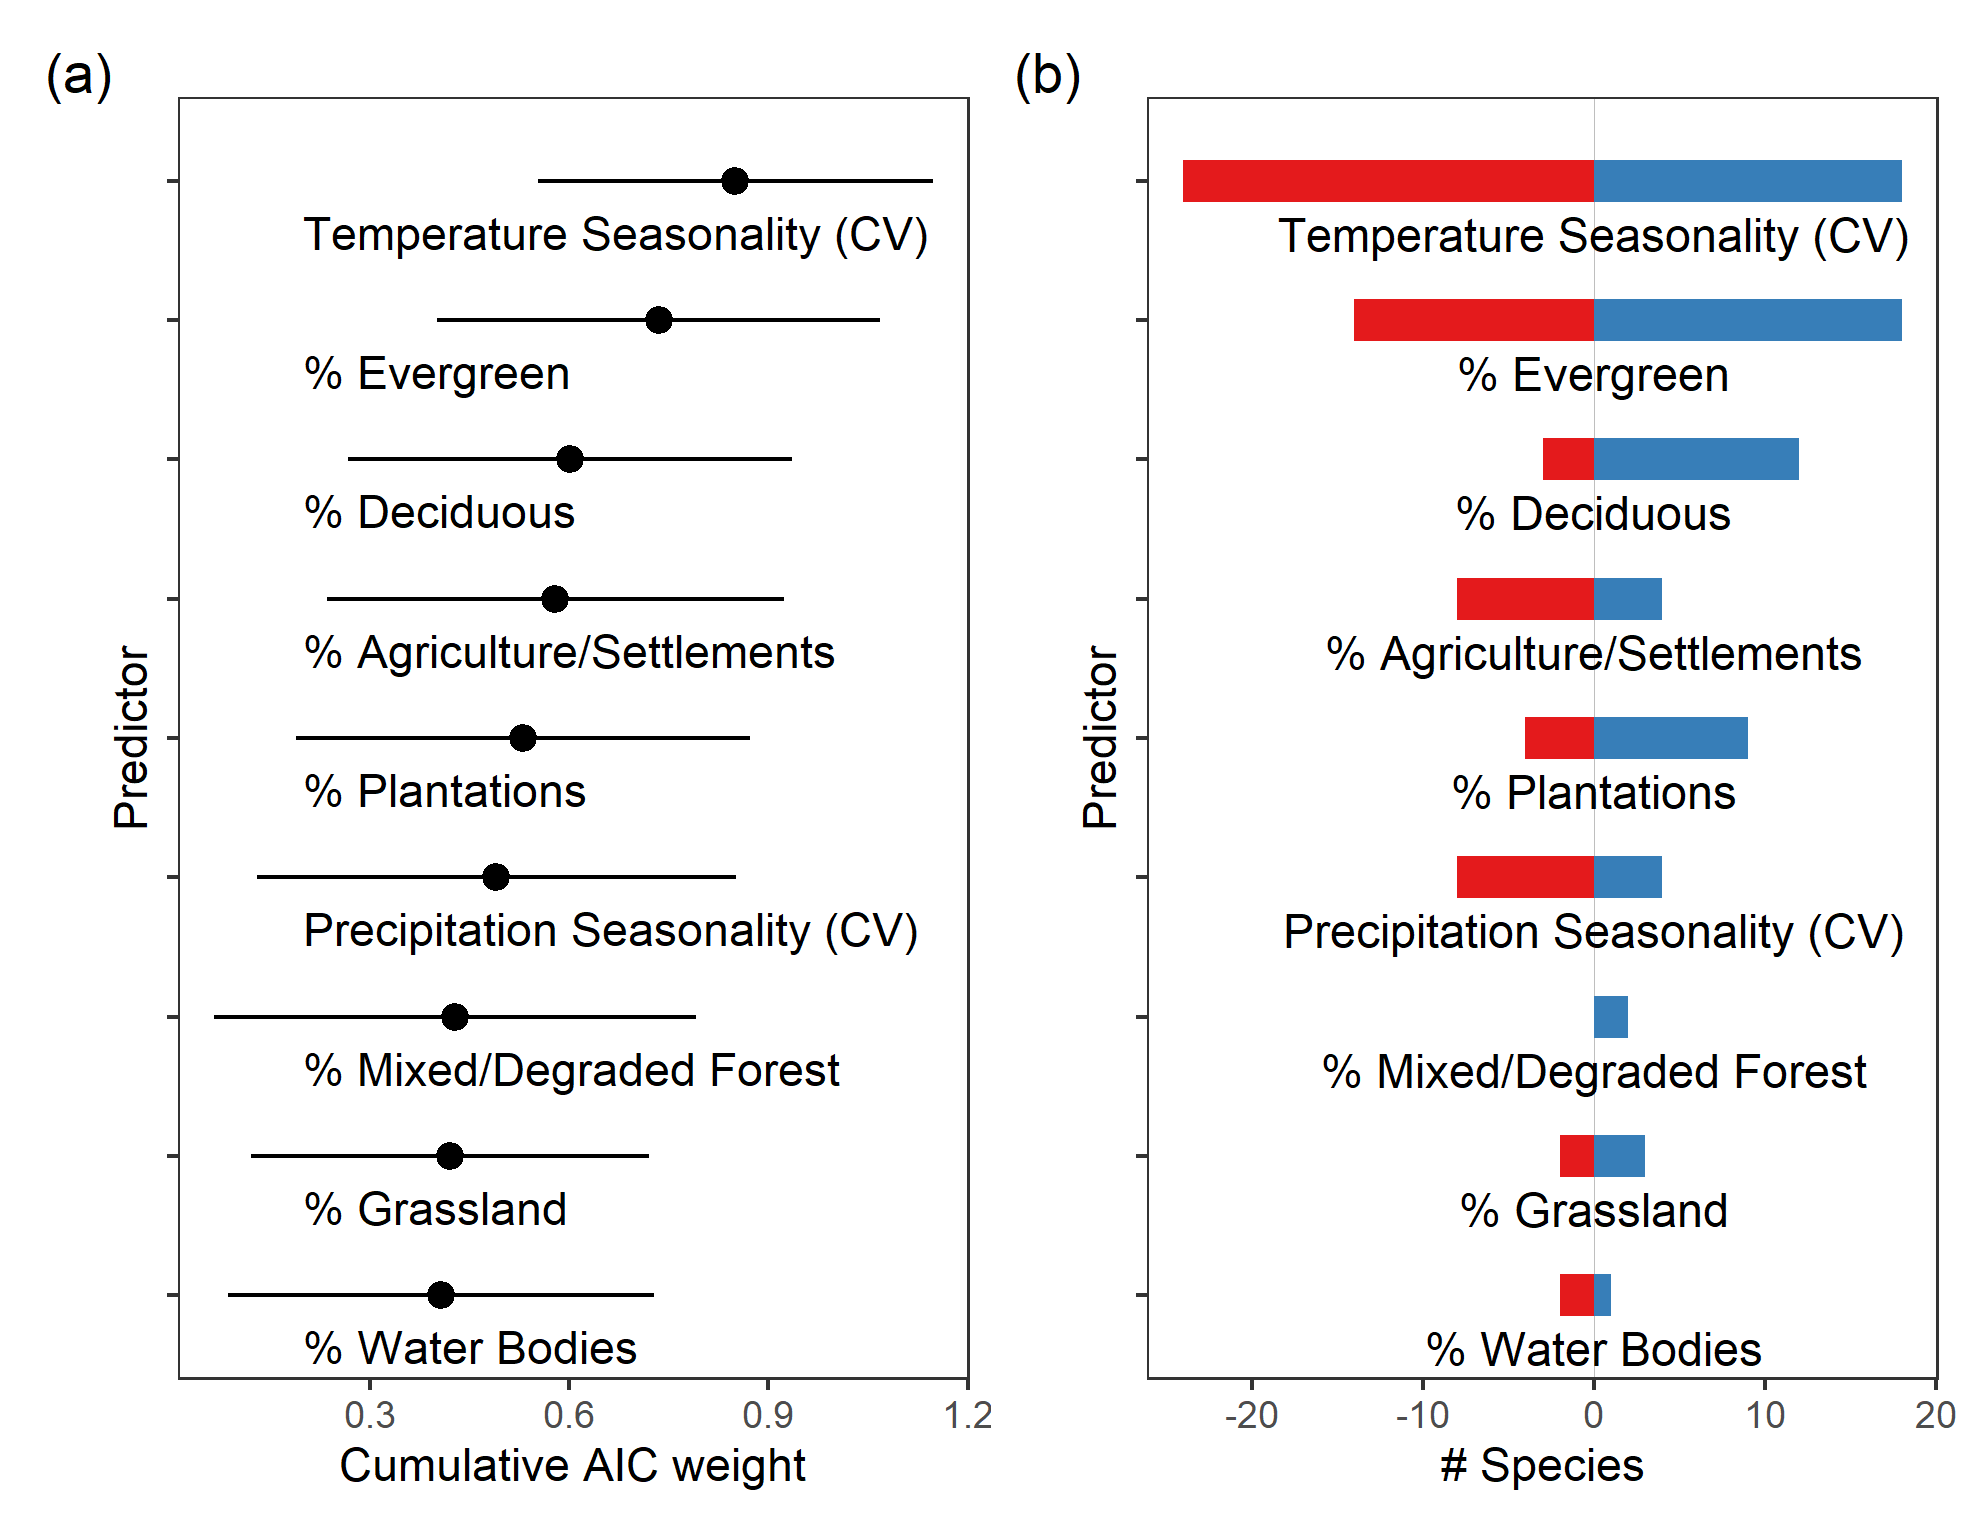 (a)
Predictor
Temperature Seasonality (CV)
% Evergreen
% Deciduous
% Agriculture/Settlements
% Plantations
Precipitation Seasonality (CV)
% Mixed/Degraded Forest
% Grassland
% Water Bodies
0.3 0.6 0.9 1.2
Cumulative AIC weight
(b)
Predictor
Temperature Seasonality (CV)
% Evergreen
% Deciduous
% Agriculture/Settlements
% Plantations
Precipitation Seasonality (CV)
% Mixed/Degraded Forest
% Grassland
% Water Bodies
-20 -10 0 10 20
# Species